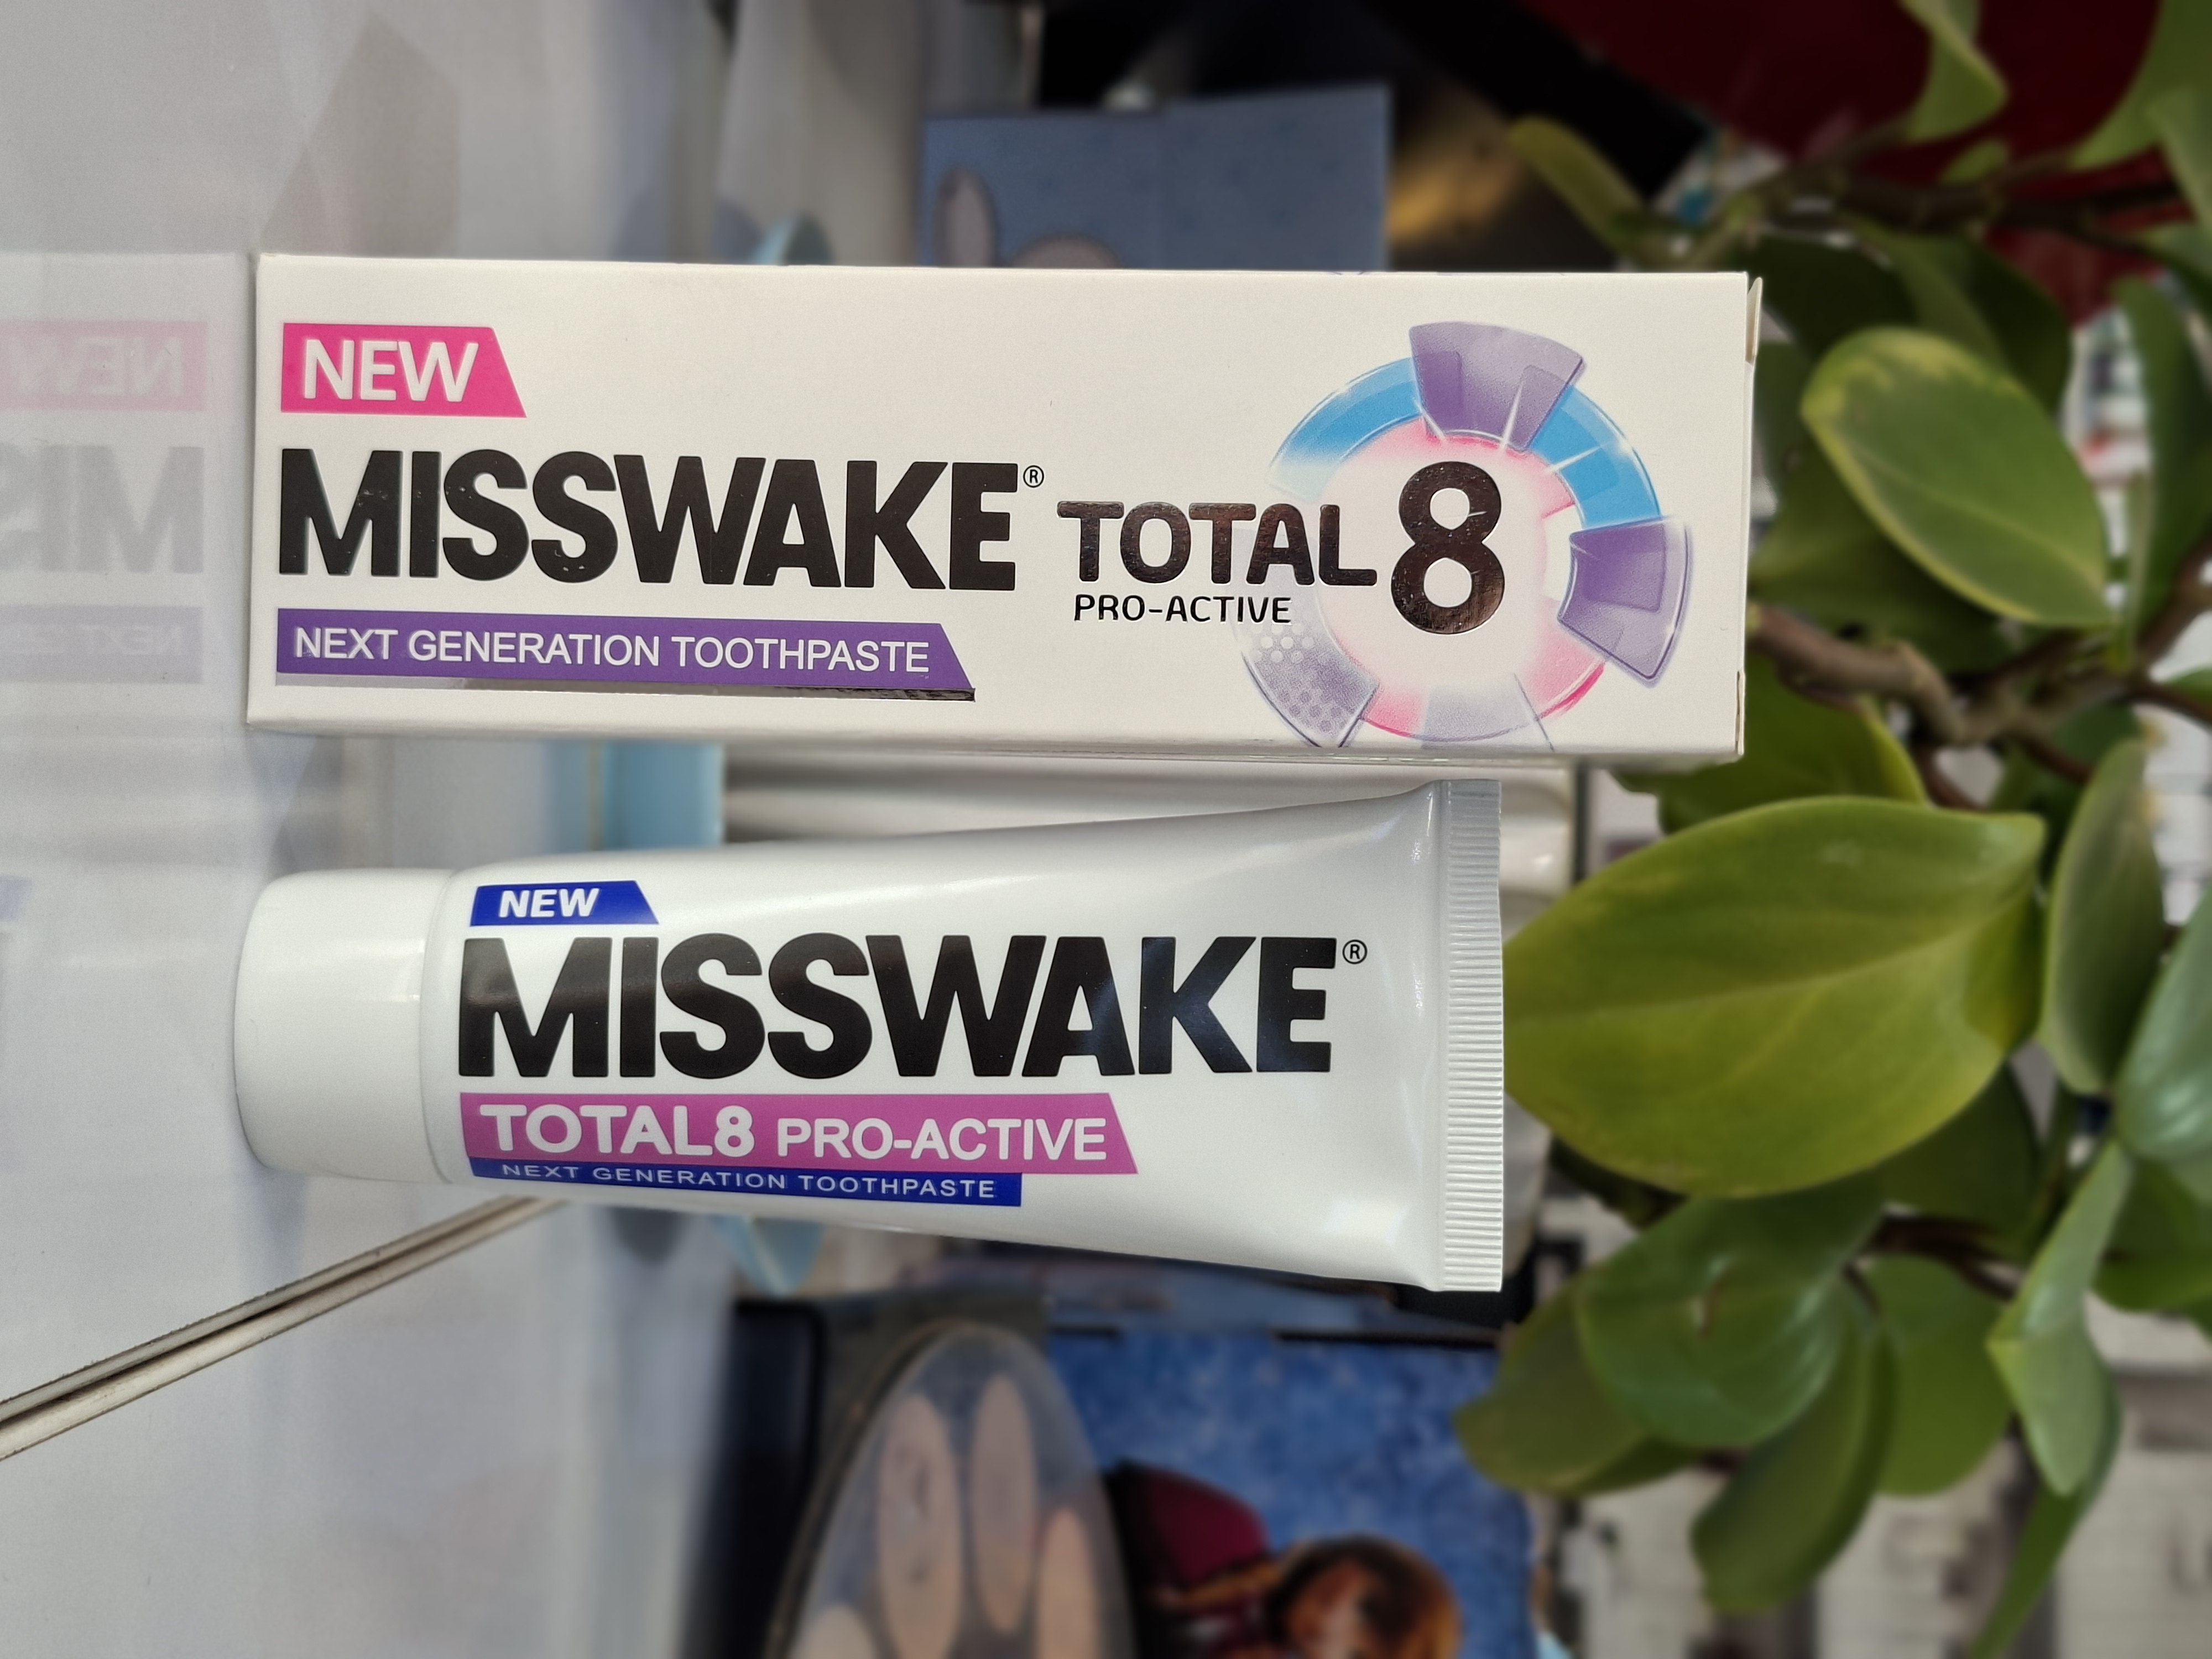 NEW
MISSWAKE®
TOTAL 8
PRO-ACTIVE
NEXT GENERATION TOOTHPASTE
NEW
MISSWAKE®
TOTAL8 PRO-ACTIVE
NEXT GENERATION TOOTHPASTE